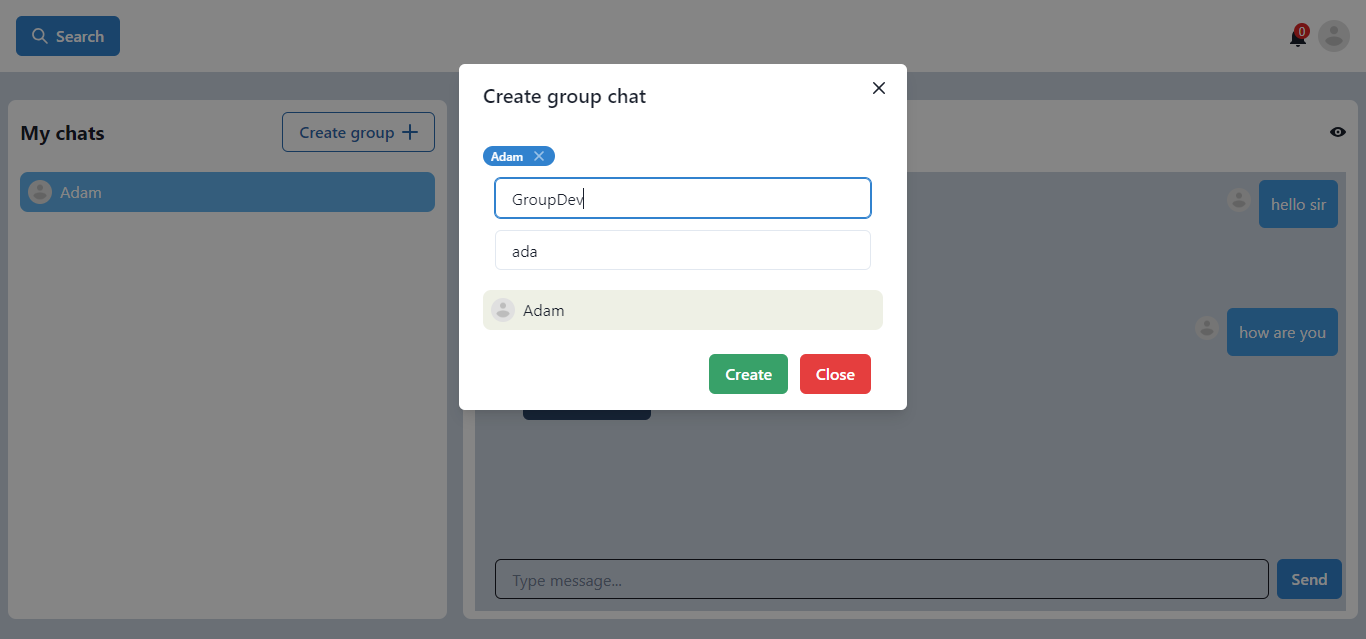 Search
0
My chats
Create group
Adam
Create group chat
Adam
GroupDev
ada
Adam
Create
Close
hello sir
how are you
Type message...
Send